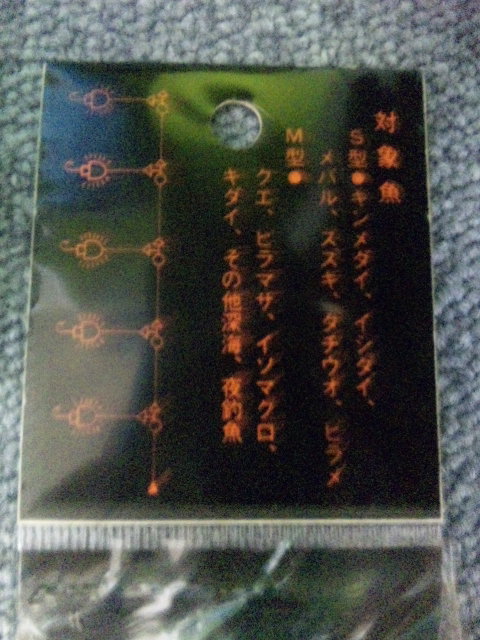 対象魚
S型●キンメダイ、イシダイ、
メバル、スズキ、タチウオ、ヒラメ
M型●
クエ、ヒラマサ、イソマグロ、
キダイ、その他深海、夜釣魚